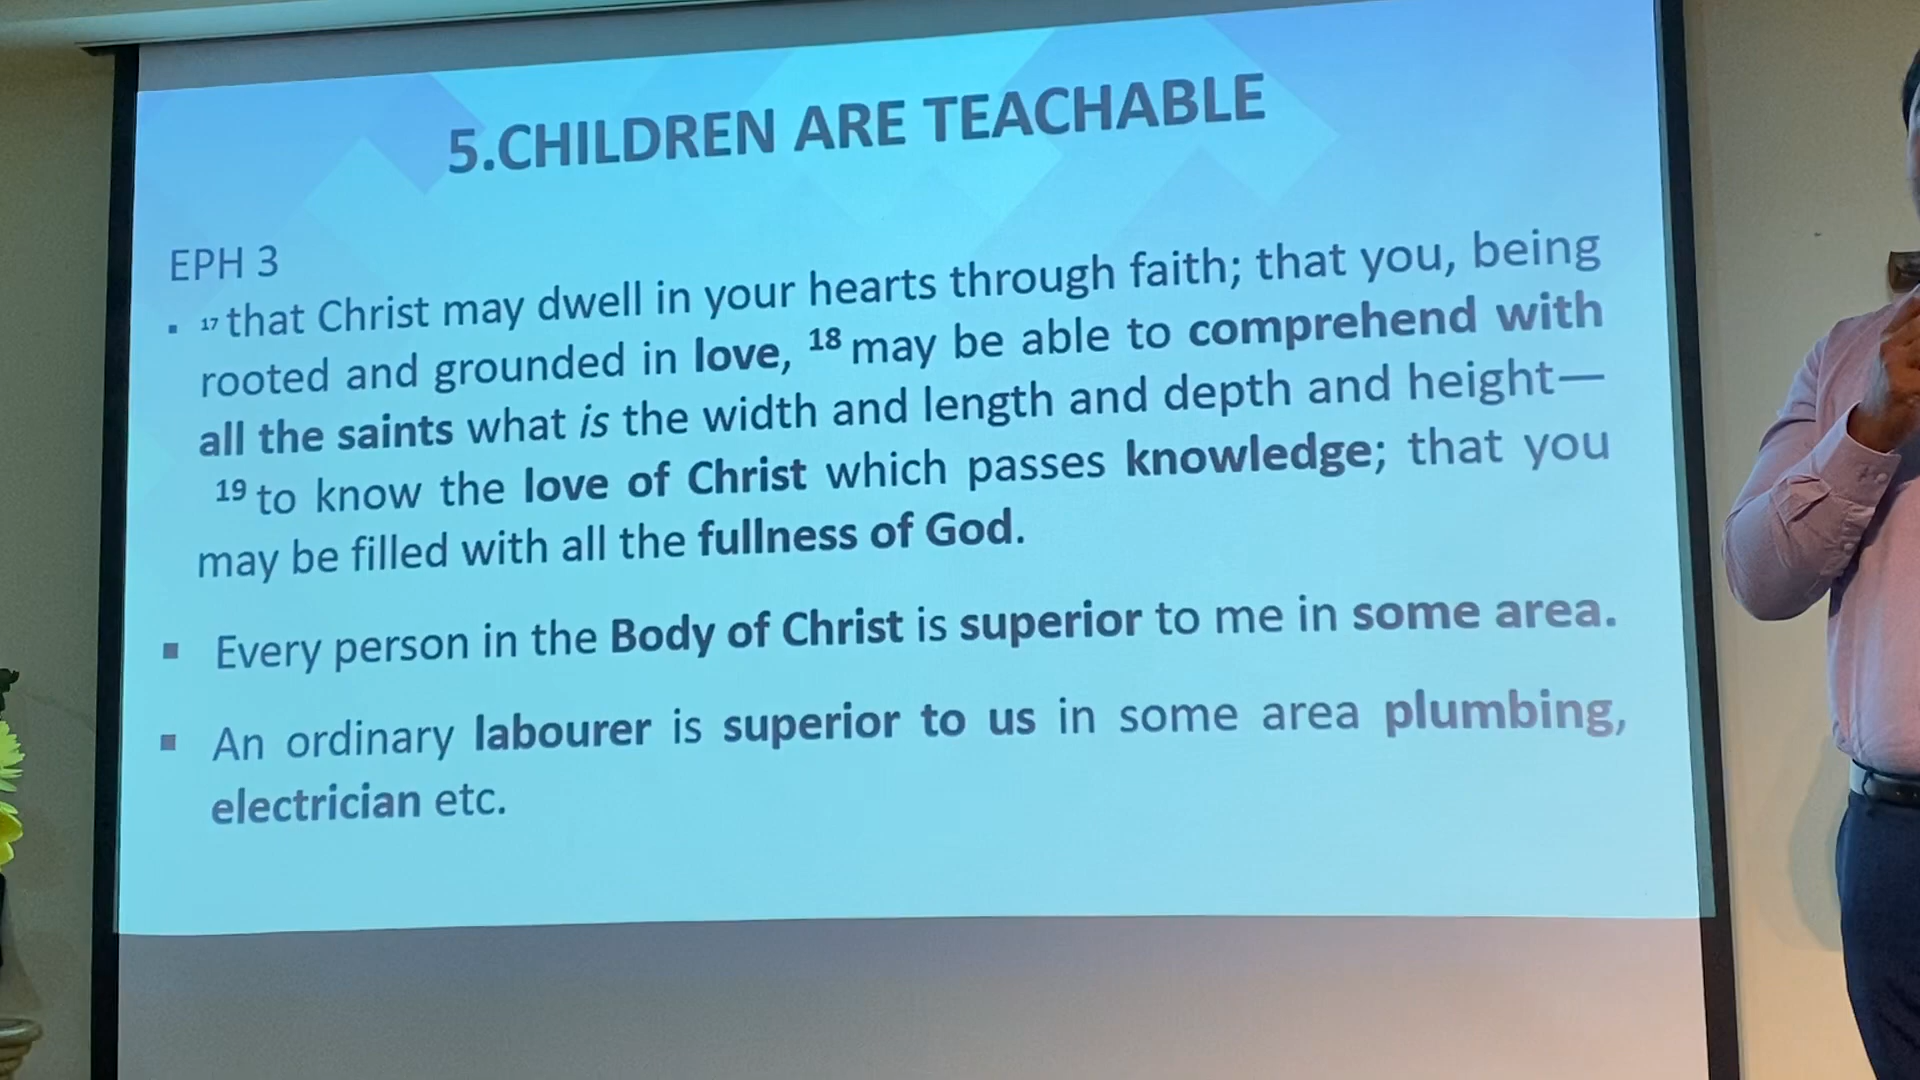 5.CHILDREN ARE TEACHABLE
EPH 3
▪ 17 that Christ may dwell in your hearts through faith; that you, being
rooted and grounded in love, 18 may be able to comprehend with
all the saints what is the width and length and depth and height—
19 to know the love of Christ which passes knowledge; that you
may be filled with all the fullness of God.
▪ Every person in the Body of Christ is superior to me in some area.
▪ An ordinary labourer is superior to us in some area plumbing,
electrician etc.